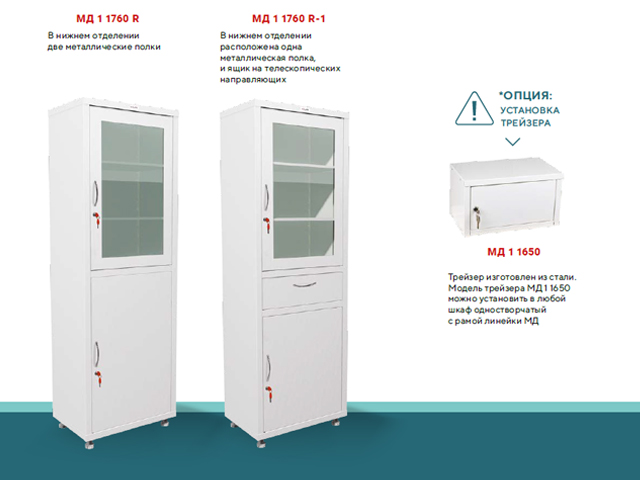 МД 1 1760 R
В нижнем отделении
две металлические полки
МД 1 1760 R-1
В нижнем отделении
расположена одна
металлическая полка,
и ящик на телескопических
направляющих
*ОПЦИЯ:
УСТАНОВКА
ТРЕЙЗЕРА
МД 1 1650
Трейзер изготовлен из стали.
Модель трейзера МД 1 1650
можно установить в любой
шкаф одностворчатый
с рамой линейки МД